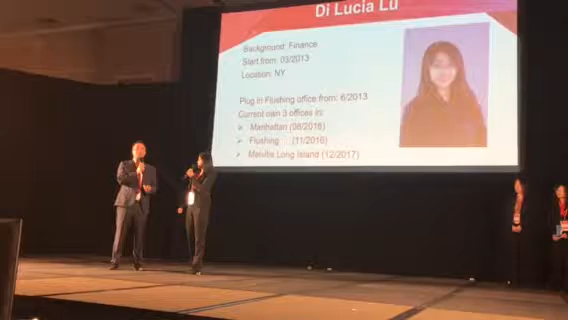 Di Lucia Lu
Background: Finance
Start from: 03/2013
Location: NY
Plug in Flushing office from: 6/2013
Current own 3 offices in:
➢ Manhattan (08/2016)
➢ Flushing (11/2016)
➢ Melville Long Island (12/2017)